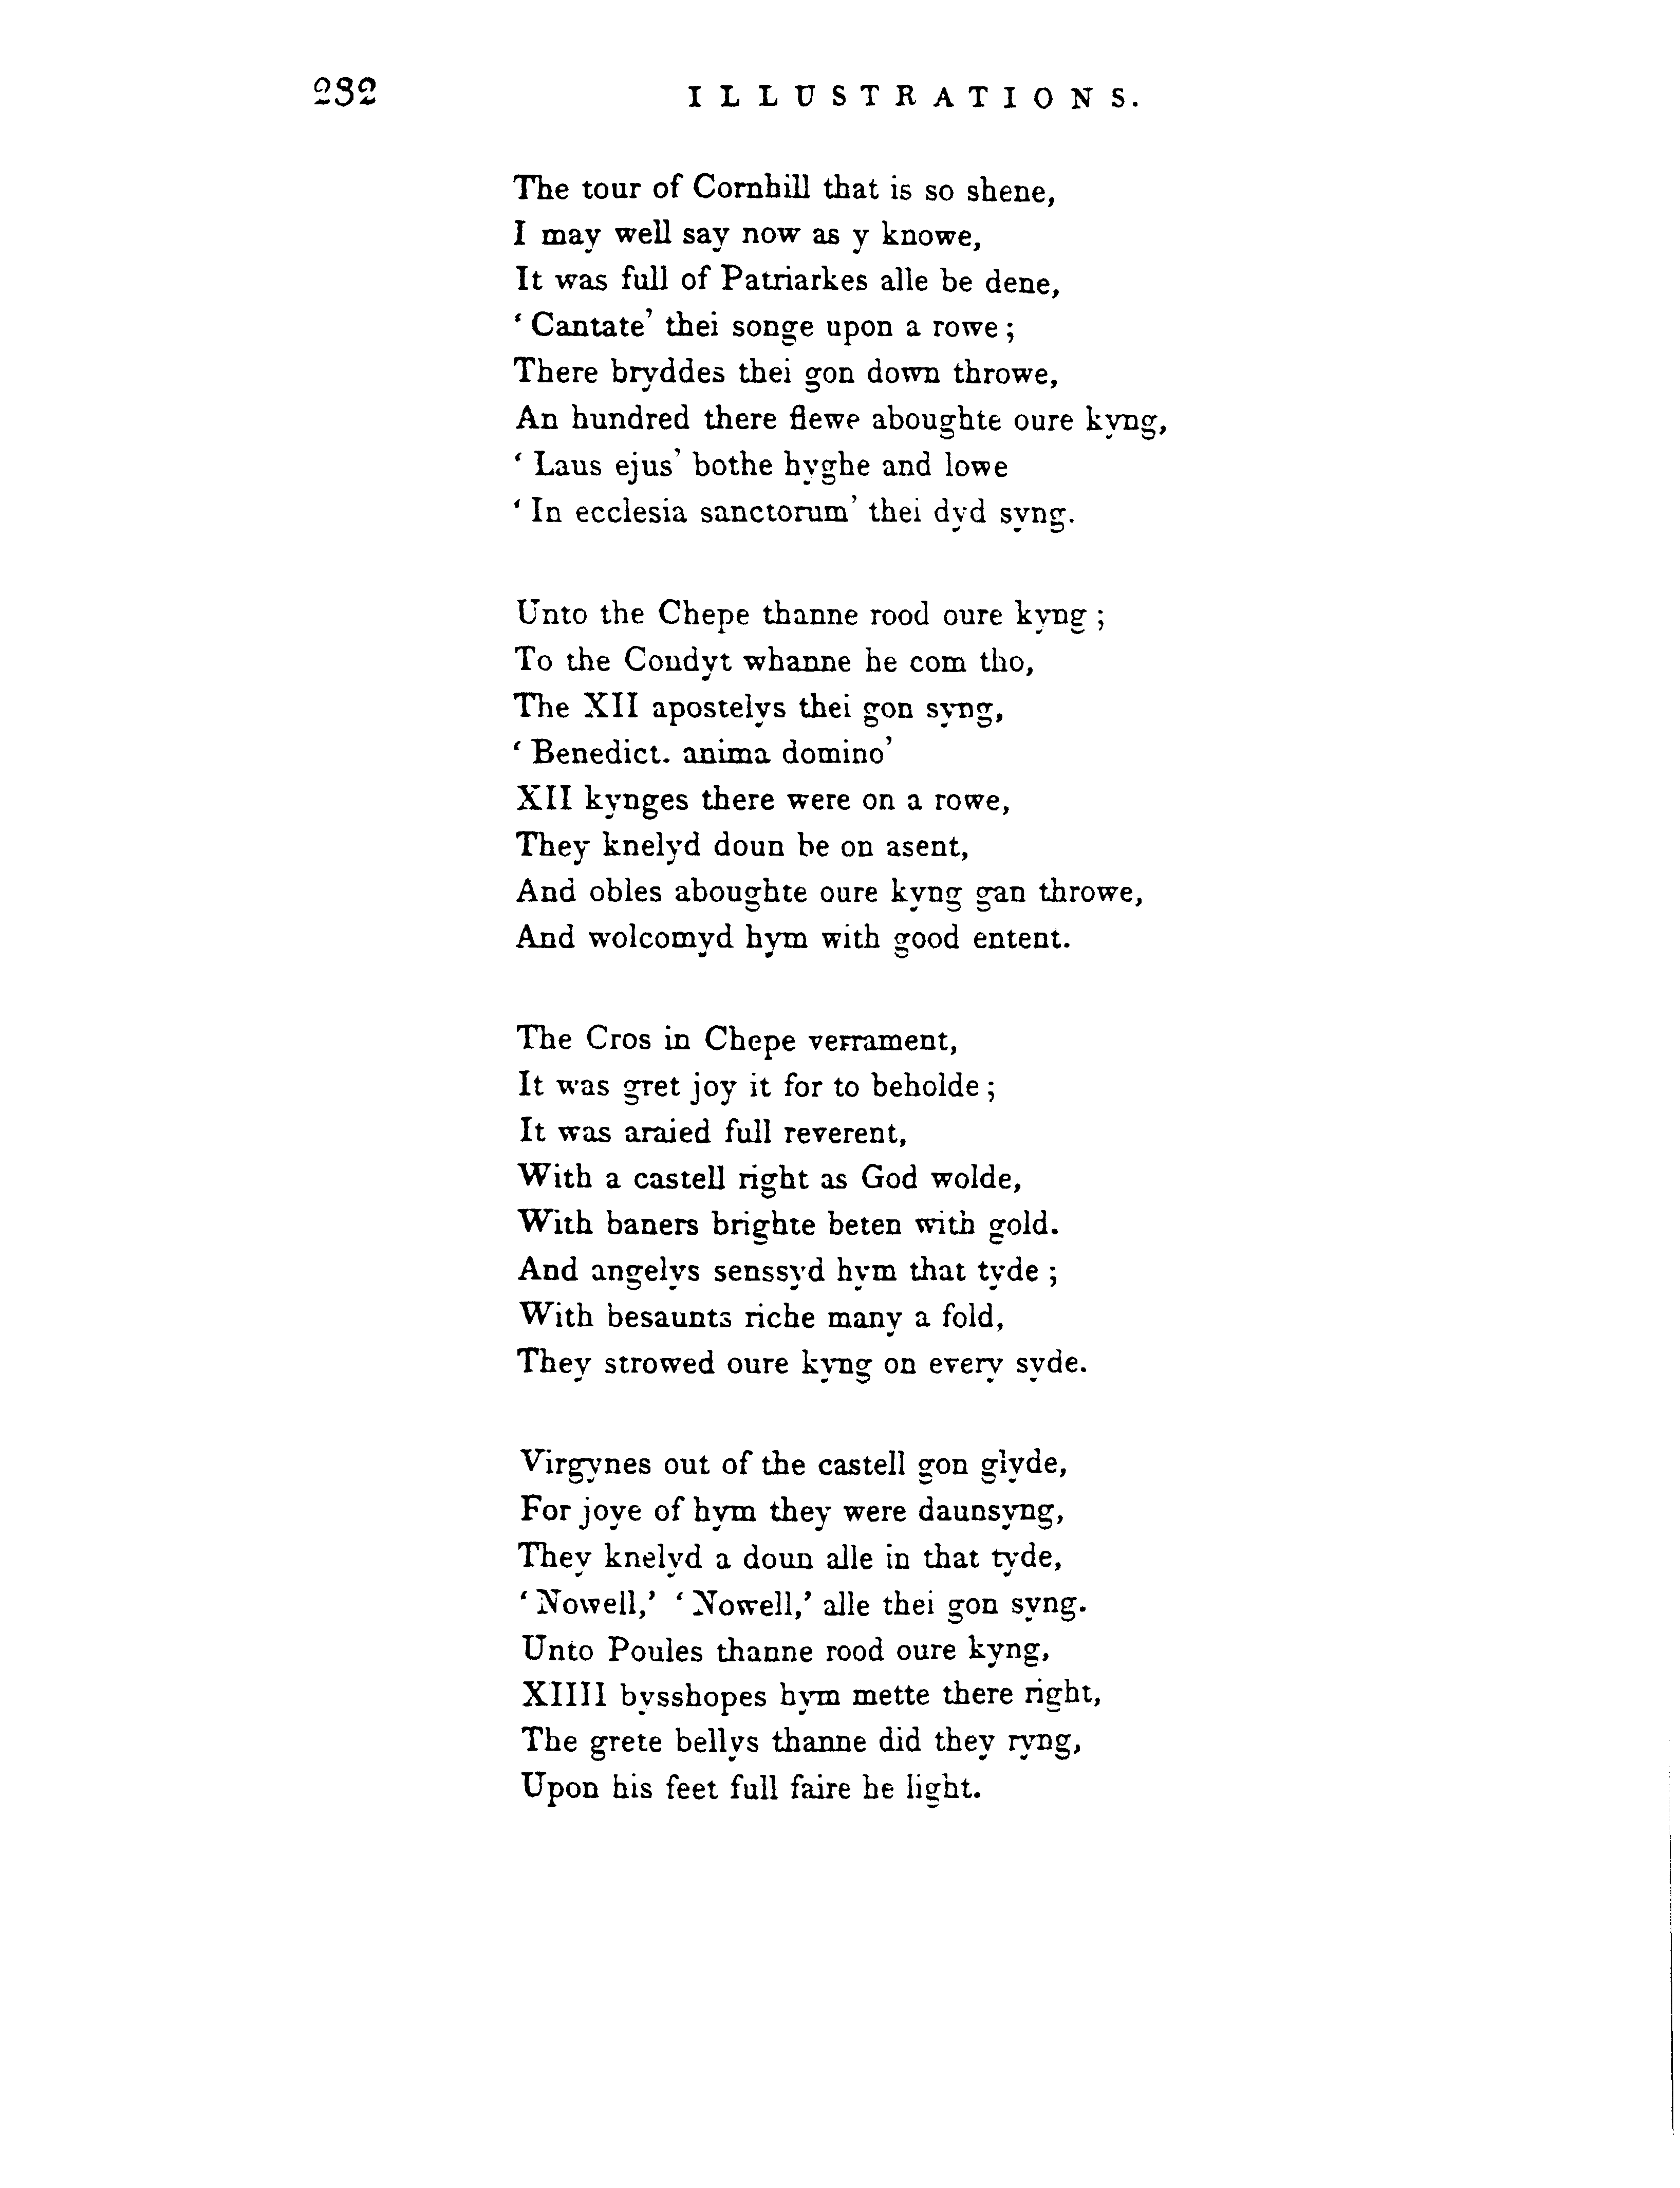 232 ILLUSTRATIONS.
The tour of Cornhill that is so shene,
I may well say now as y knowe,
It was full of Patriarkes alle be dene,
‘ Cantate’ thei songe upon a rowe ;
There bryddes thei gon down throwe,
An hundred there flewe aboughte oure kyng,
‘ Laus ejus’ bothe hyghe and lowe
‘ In ecclesia sanctorum’ thei dyd syng.
Unto the Chepe thanne rood oure kyng ;
To the Condyt whanne he com tho,
The XII apostelys thei gon syng,
‘ Benedict. anima domino’
XII kynges there were on a rowe,
They knelyd doun be on asent,
And obles aboughte oure kyng gan throwe,
And wolcomyd hym with good entent.
The Cros in Chepe verrament,
It was gret joy it for to beholde ;
It was araied full reverent,
With a castell right as God wolde,
With baners brighte beten with gold.
And angelys senssyd hym that tyde ;
With besaunts riche many a fold,
They strowed oure kyng on every syde.
Virgynes out of the castell gon glyde,
For joye of hym they were daunsyng,
They knelyd a doun alle in that tyde,
‘ Nowell,’ ‘ Nowell,’ alle thei gon syng.
Unto Poules thanne rood oure kyng,
XIIII bysshopes hym mette there right,
The grete bellys thanne did they ryng,
Upon his feet full faire he light.